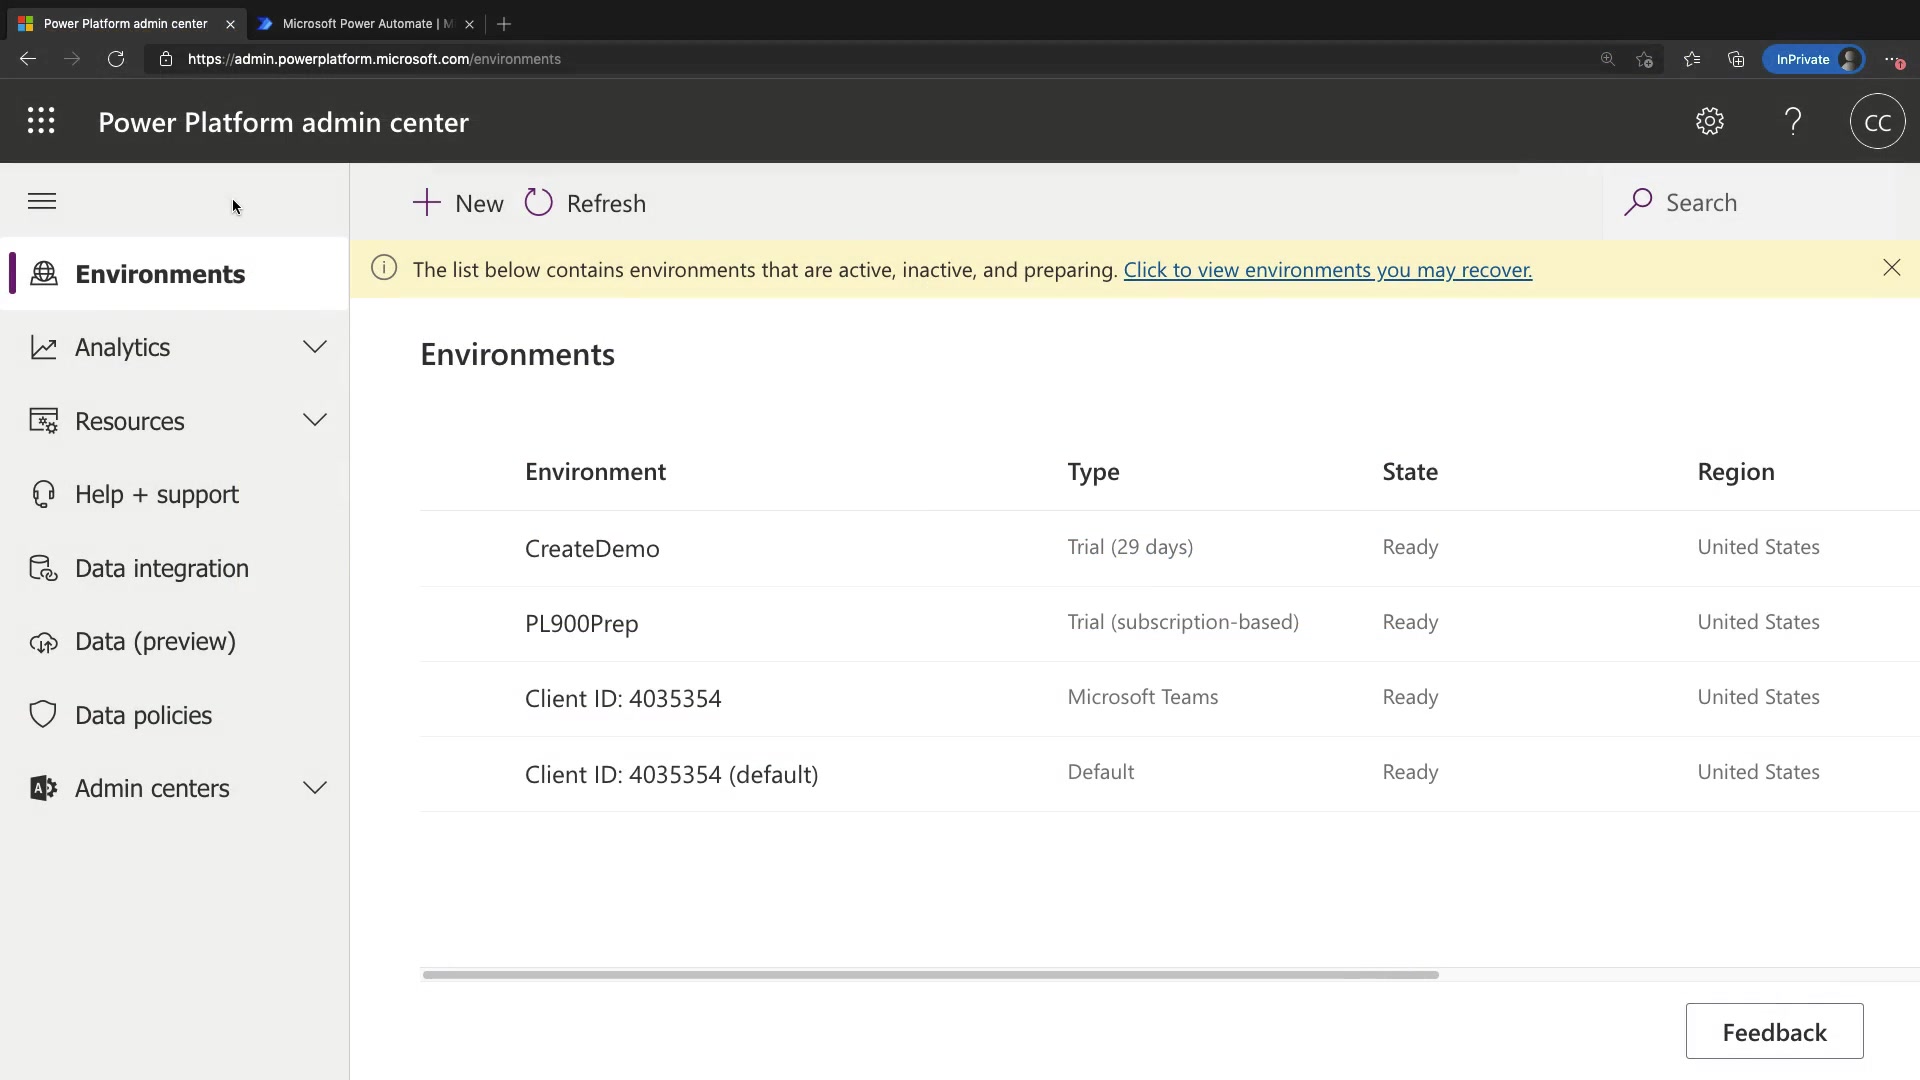 Power Platform admin center
Microsoft Power Automate | M
https://admin.powerplatform.microsoft.com/environments
InPrivate
Power Platform admin center
?
CC
New
Refresh
Search
Environments
The list below contains environments that are active, inactive, and preparing. Click to view environments you may recover.
Analytics
Resources
Help + support
Data integration
Data (preview)
Data policies
Admin centers
Environments
Environment Type State Region
CreateDemo Trial (29 days) Ready United States
PL900Prep Trial (subscription-based) Ready United States
Client ID: 4035354 Microsoft Teams Ready United States
Client ID: 4035354 (default) Default Ready United States
Feedback